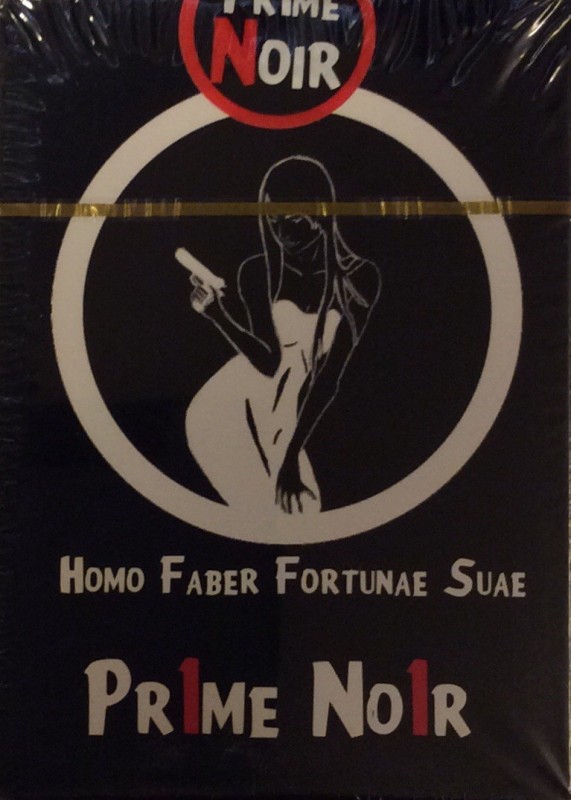 PRIME
NOIR
HOMO FABER FORTUNAE SUAE
PR1ME NO1R